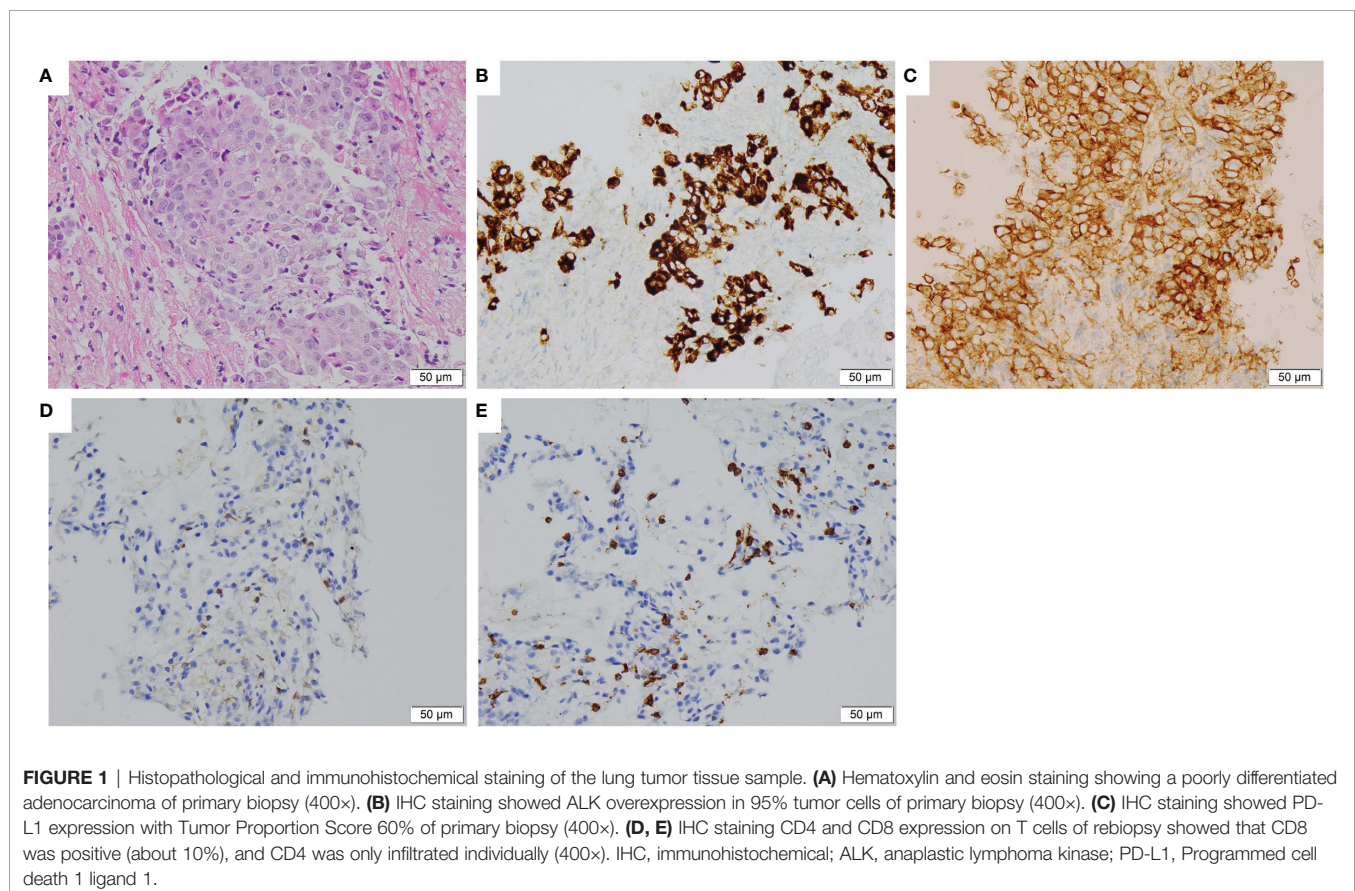 A
B
C
50 µm
50 µm
50 µm
D
E
50 µm
50 µm
FIGURE 1 | Histopathological and immunohistochemical staining of the lung tumor tissue sample. (A) Hematoxylin and eosin staining showing a poorly differentiated
adenocarcinoma of primary biopsy (400×). (B) IHC staining showed ALK overexpression in 95% tumor cells of primary biopsy (400×). (C) IHC staining showed PD-
L1 expression with Tumor Proportion Score 60% of primary biopsy (400×). (D, E) IHC staining CD4 and CD8 expression on T cells of rebiopsy showed that CD8
was positive (about 10%), and CD4 was only infiltrated individually (400×). IHC, immunohistochemical; ALK, anaplastic lymphoma kinase; PD-L1, Programmed cell
death 1 ligand 1.